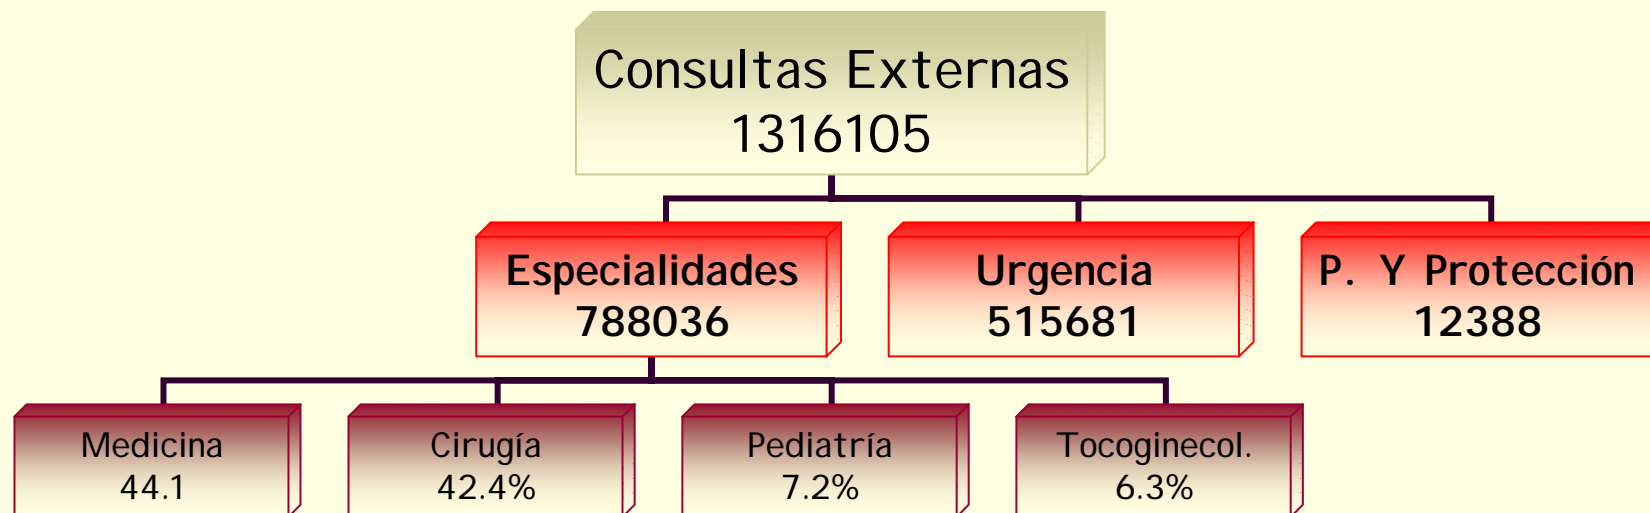 Consultas Externas
1316105
Especialidades
788036
Urgencia
515681
P. Y Protección
12388
Medicina
44.1
Cirugía
42.4%
Pediatría
7.2%
Tocoginecol.
6.3%